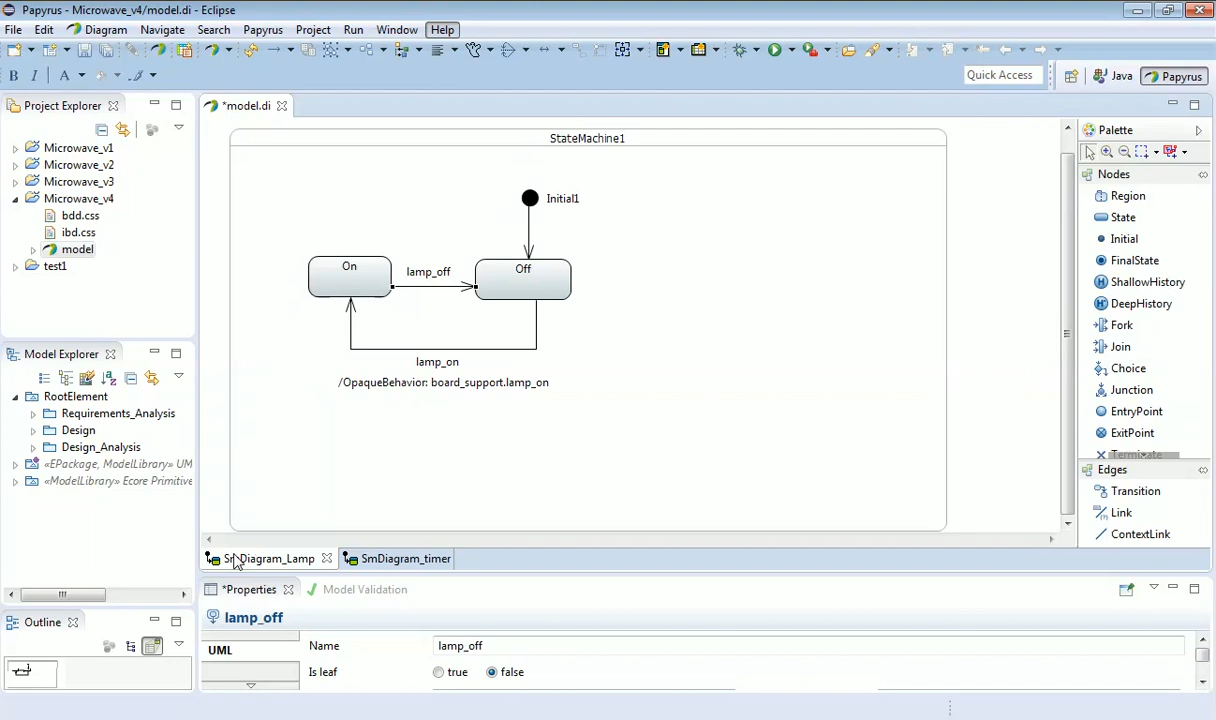 Papyrus - Microwave_v4/model.di - Eclipse
File Edit Diagram Navigate Search Papyrus Project Run Window Help
B I A Quick Access Java Papyrus
Project Explorer
Microwave_v1
Microwave_v2
Microwave_v3
Microwave_v4
bdd.css
ibd.css
model
test1
Model Explorer
RootElement
Requirements_Analysis
Design
Design_Analysis
«EPackage, ModelLibrary» UM
«ModelLibrary» Ecore Primitive
Outline
*model.di
StateMachine1
Initial1
On
lamp_off
Off
lamp_on
/OpaqueBehavior: board_support.lamp_on
SmDiagram_Lamp SmDiagram_timer
Palette
Nodes
Region
State
Initial
FinalState
ShallowHistory
DeepHistory
Fork
Join
Choice
Junction
EntryPoint
ExitPoint
Terminate
Edges
Transition
Link
ContextLink
*Properties Model Validation
lamp_off
UML
Name lamp_off
Is leaf true false